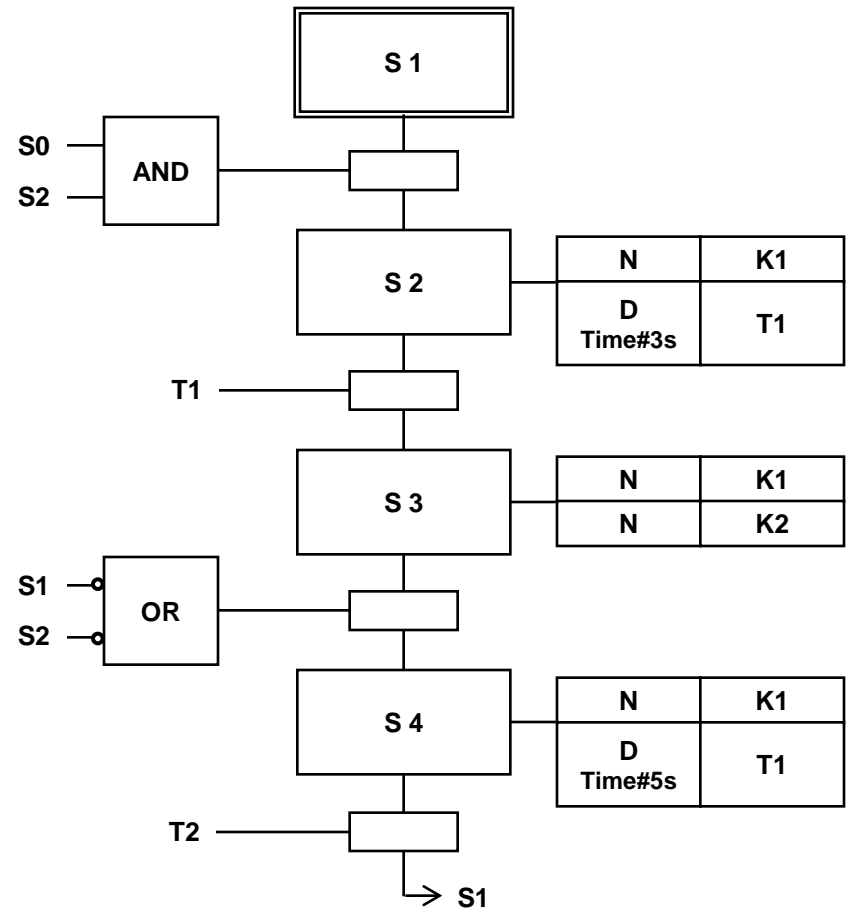 S 1
S0
AND
S2
S 2
N
K1
D
Time#3s
T1
T1
S 3
N
K1
N
K2
S1
OR
S2
S 4
N
K1
D
Time#5s
T1
T2
S1